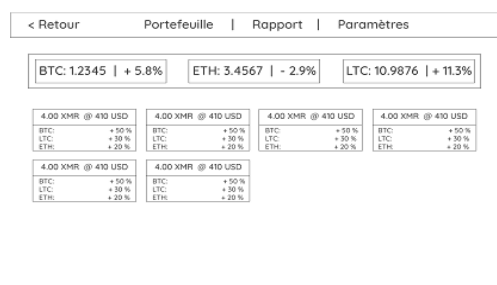 < Retour Portefeuille | Rapport | Paramètres
BTC: 1.2345 | + 5.8% ETH: 3.4567 | - 2.9% LTC: 10.9876 | + 11.3%
4.00 XMR @ 410 USD 4.00 XMR @ 410 USD 4.00 XMR @ 410 USD 4.00 XMR @ 410 USD
BTC: + 50 % BTC: + 50 % BTC: + 50 % BTC: + 50 %
LTC: + 30 % LTC: + 30 % LTC: + 30 % LTC: + 30 %
ETH: + 20 % ETH: + 20 % ETH: + 20 % ETH: + 20 %
4.00 XMR @ 410 USD 4.00 XMR @ 410 USD
BTC: + 50 % BTC: + 50 %
LTC: + 30 % LTC: + 30 %
ETH: + 20 % ETH: + 20 %